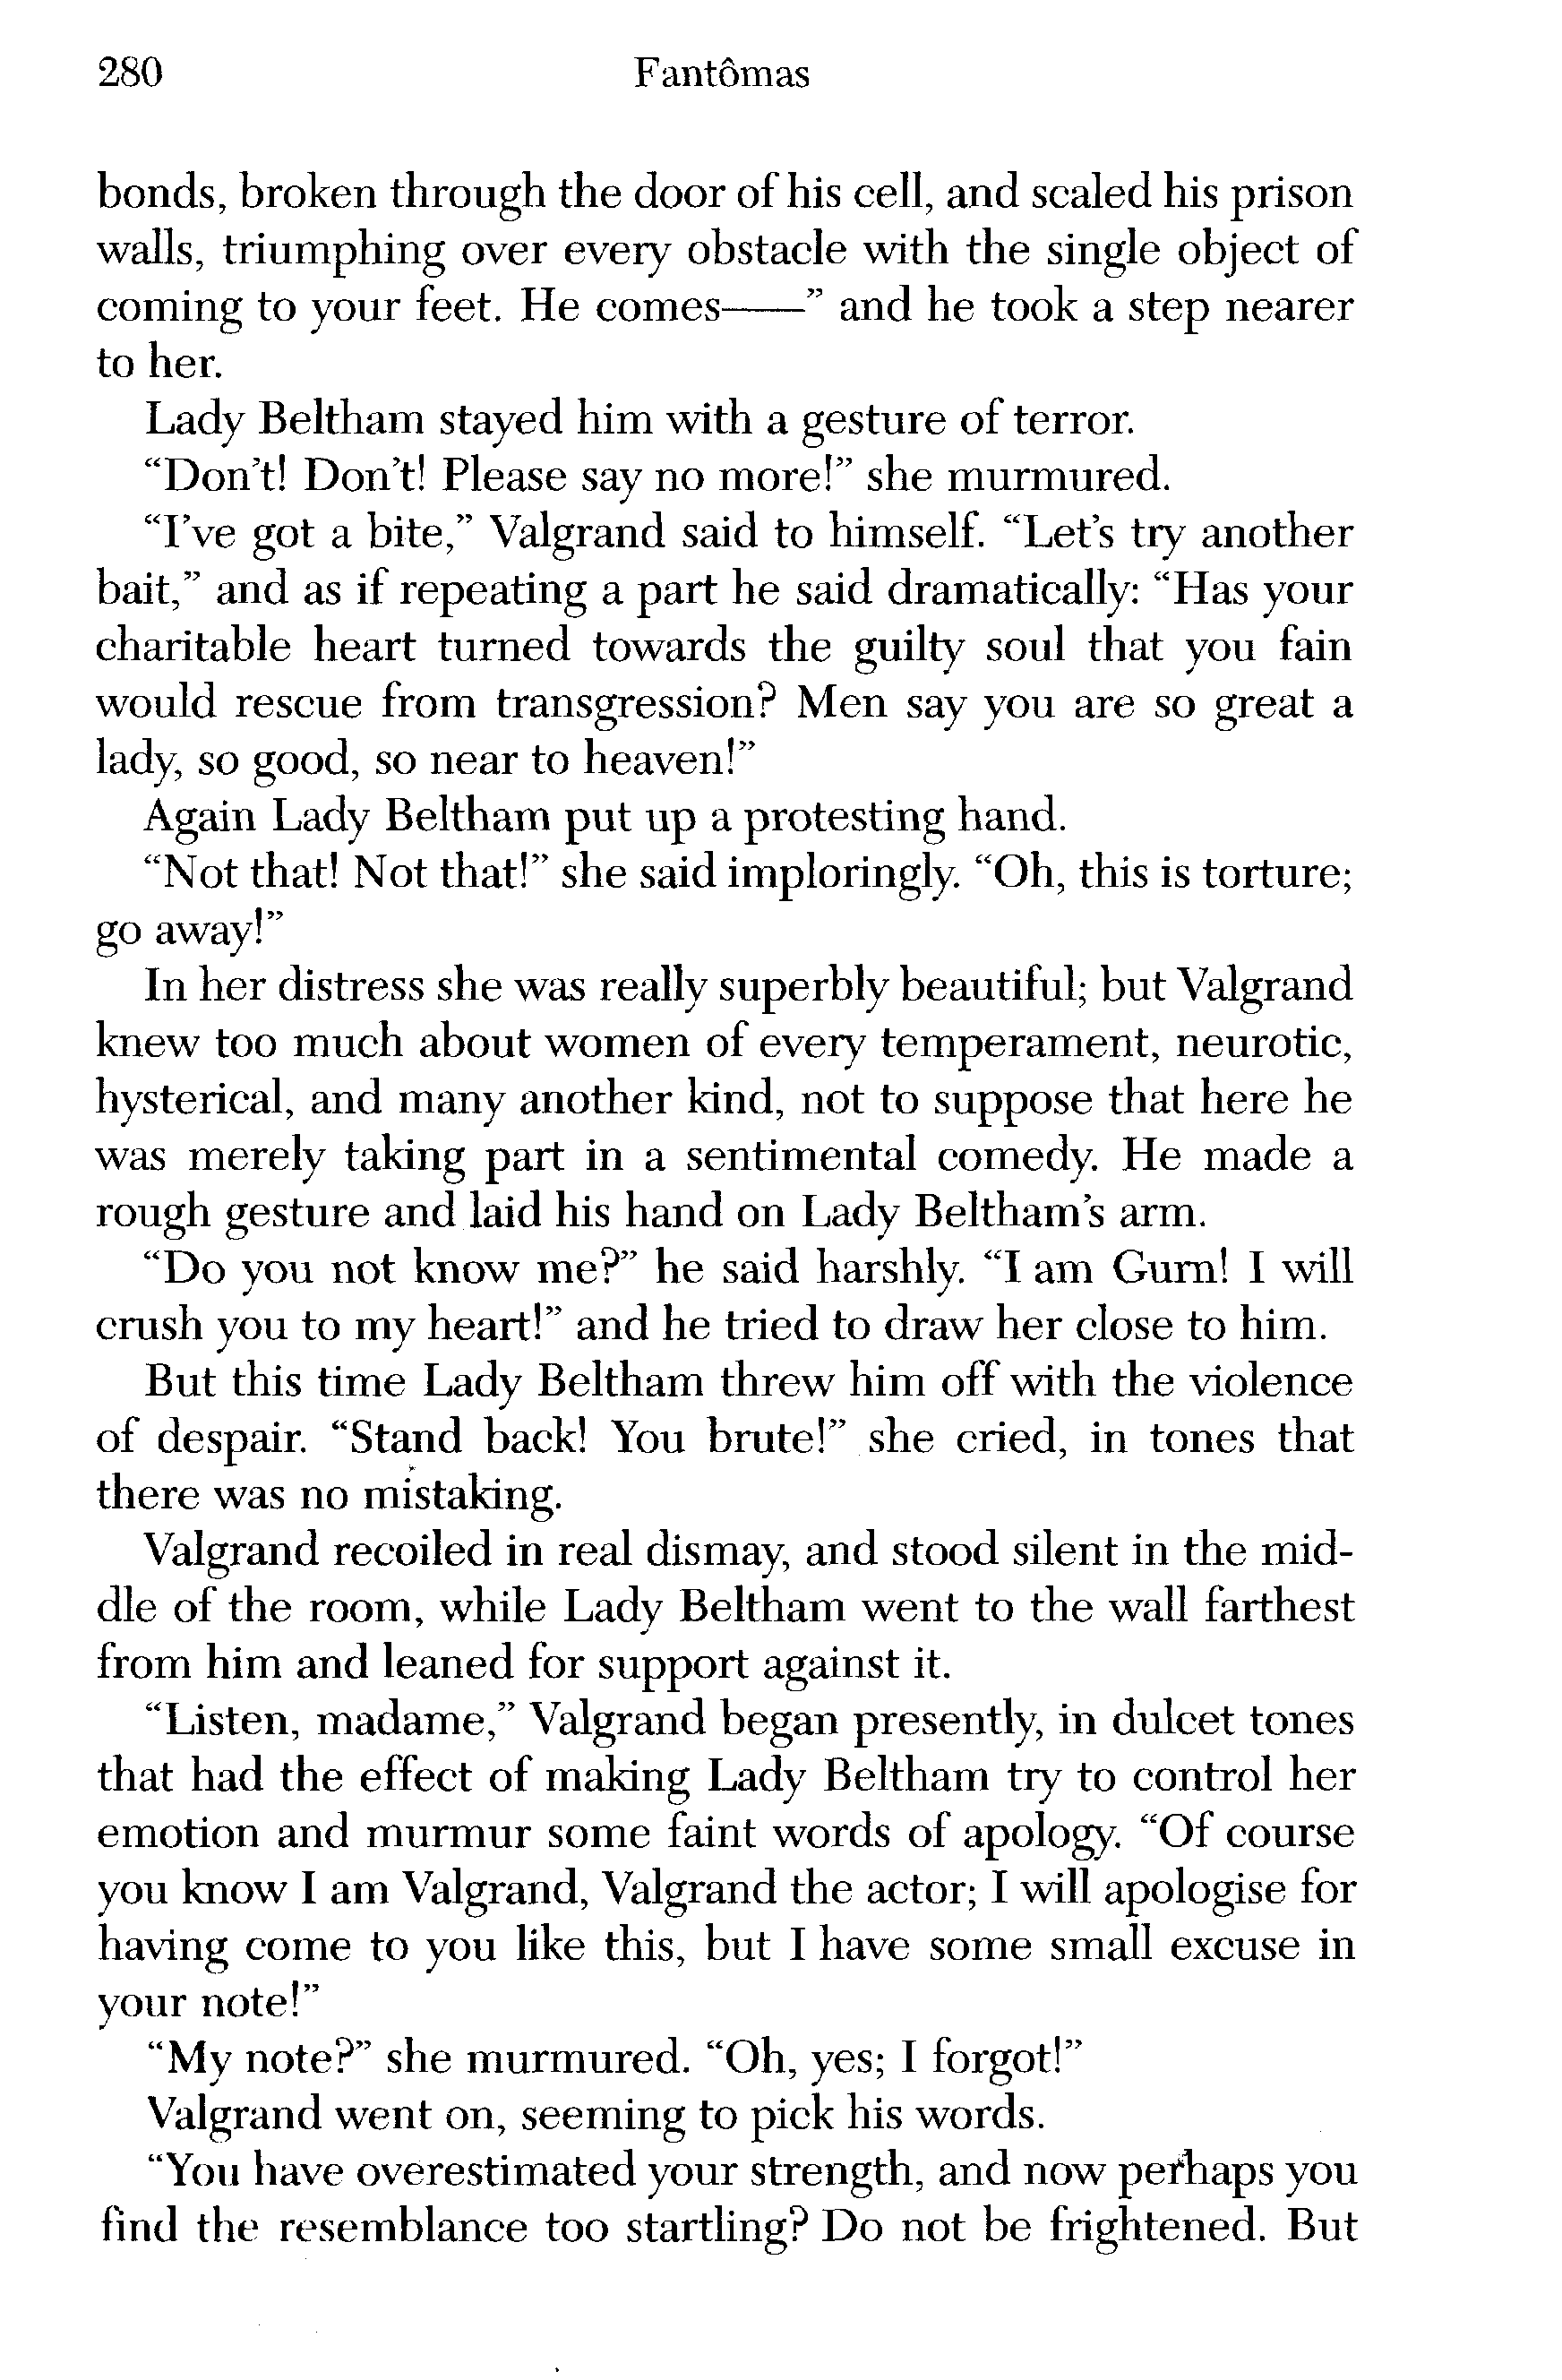 280 Fantômas
bonds, broken through the door of his cell, and scaled his prison
walls, triumphing over every obstacle with the single object of
coming to your feet. He comes——” and he took a step nearer
to her.
Lady Beltham stayed him with a gesture of terror.
“Don’t! Don’t! Please say no more!” she murmured.
“I’ve got a bite,” Valgrand said to himself. “Let’s try another
bait,” and as if repeating a part he said dramatically: “Has your
charitable heart turned towards the guilty soul that you fain
would rescue from transgression? Men say you are so great a
lady, so good, so near to heaven!”
Again Lady Beltham put up a protesting hand.
“Not that! Not that!” she said imploringly. “Oh, this is torture;
go away!”
In her distress she was really superbly beautiful; but Valgrand
knew too much about women of every temperament, neurotic,
hysterical, and many another kind, not to suppose that here he
was merely taking part in a sentimental comedy. He made a
rough gesture and laid his hand on Lady Beltham’s arm.
“Do you not know me?” he said harshly. “I am Gurn! I will
crush you to my heart!” and he tried to draw her close to him.
But this time Lady Beltham threw him off with the violence
of despair. “Stand back! You brute!” she cried, in tones that
there was no mistaking.
Valgrand recoiled in real dismay, and stood silent in the mid-
dle of the room, while Lady Beltham went to the wall farthest
from him and leaned for support against it.
“Listen, madame,” Valgrand began presently, in dulcet tones
that had the effect of making Lady Beltham try to control her
emotion and murmur some faint words of apology. “Of course
you know I am Valgrand, Valgrand the actor; I will apologise for
having come to you like this, but I have some small excuse in
your note!”
“My note?” she murmured. “Oh, yes; I forgot!”
Valgrand went on, seeming to pick his words.
“You have overestimated your strength, and now perhaps you
find the resemblance too startling? Do not be frightened. But